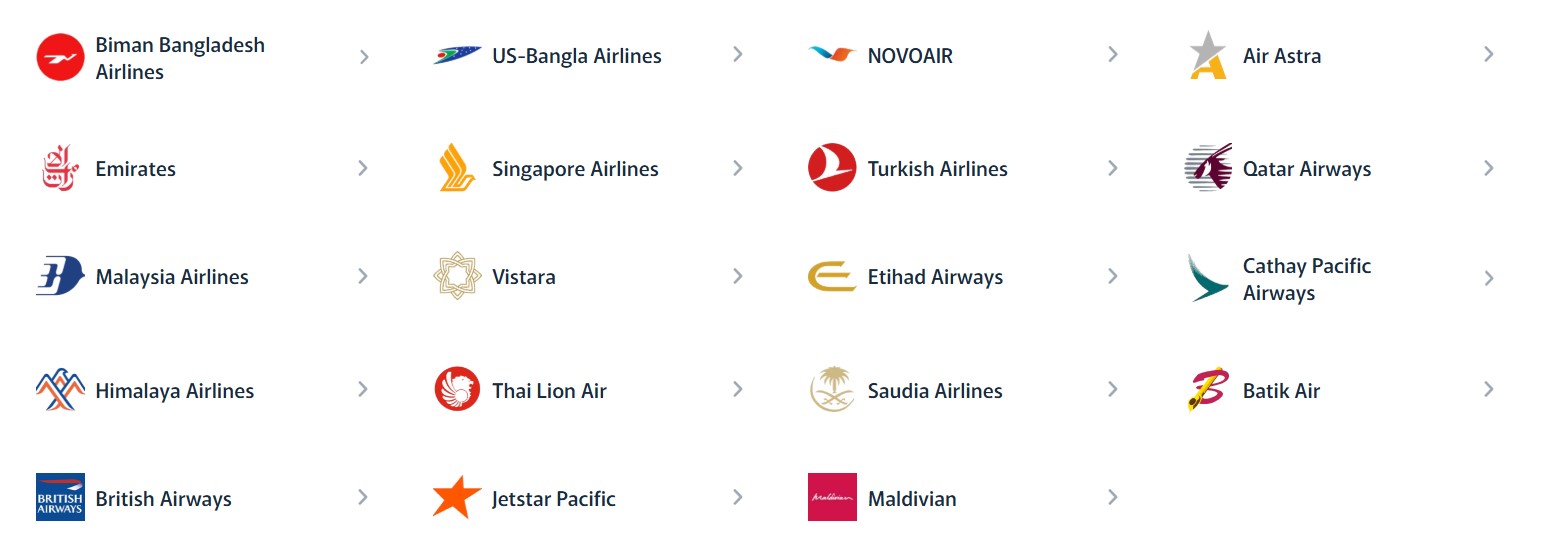 Biman Bangladesh
Airlines
US-Bangla Airlines
NOVOAIR
Air Astra
Emirates
Singapore Airlines
Turkish Airlines
Qatar Airways
Malaysia Airlines
Vistara
Etihad Airways
Cathay Pacific
Airways
Himalaya Airlines
Thai Lion Air
Saudia Airlines
Batik Air
BRITISH
AIRWAYS
British Airways
Jetstar Pacific
Maldivian
Maldivian